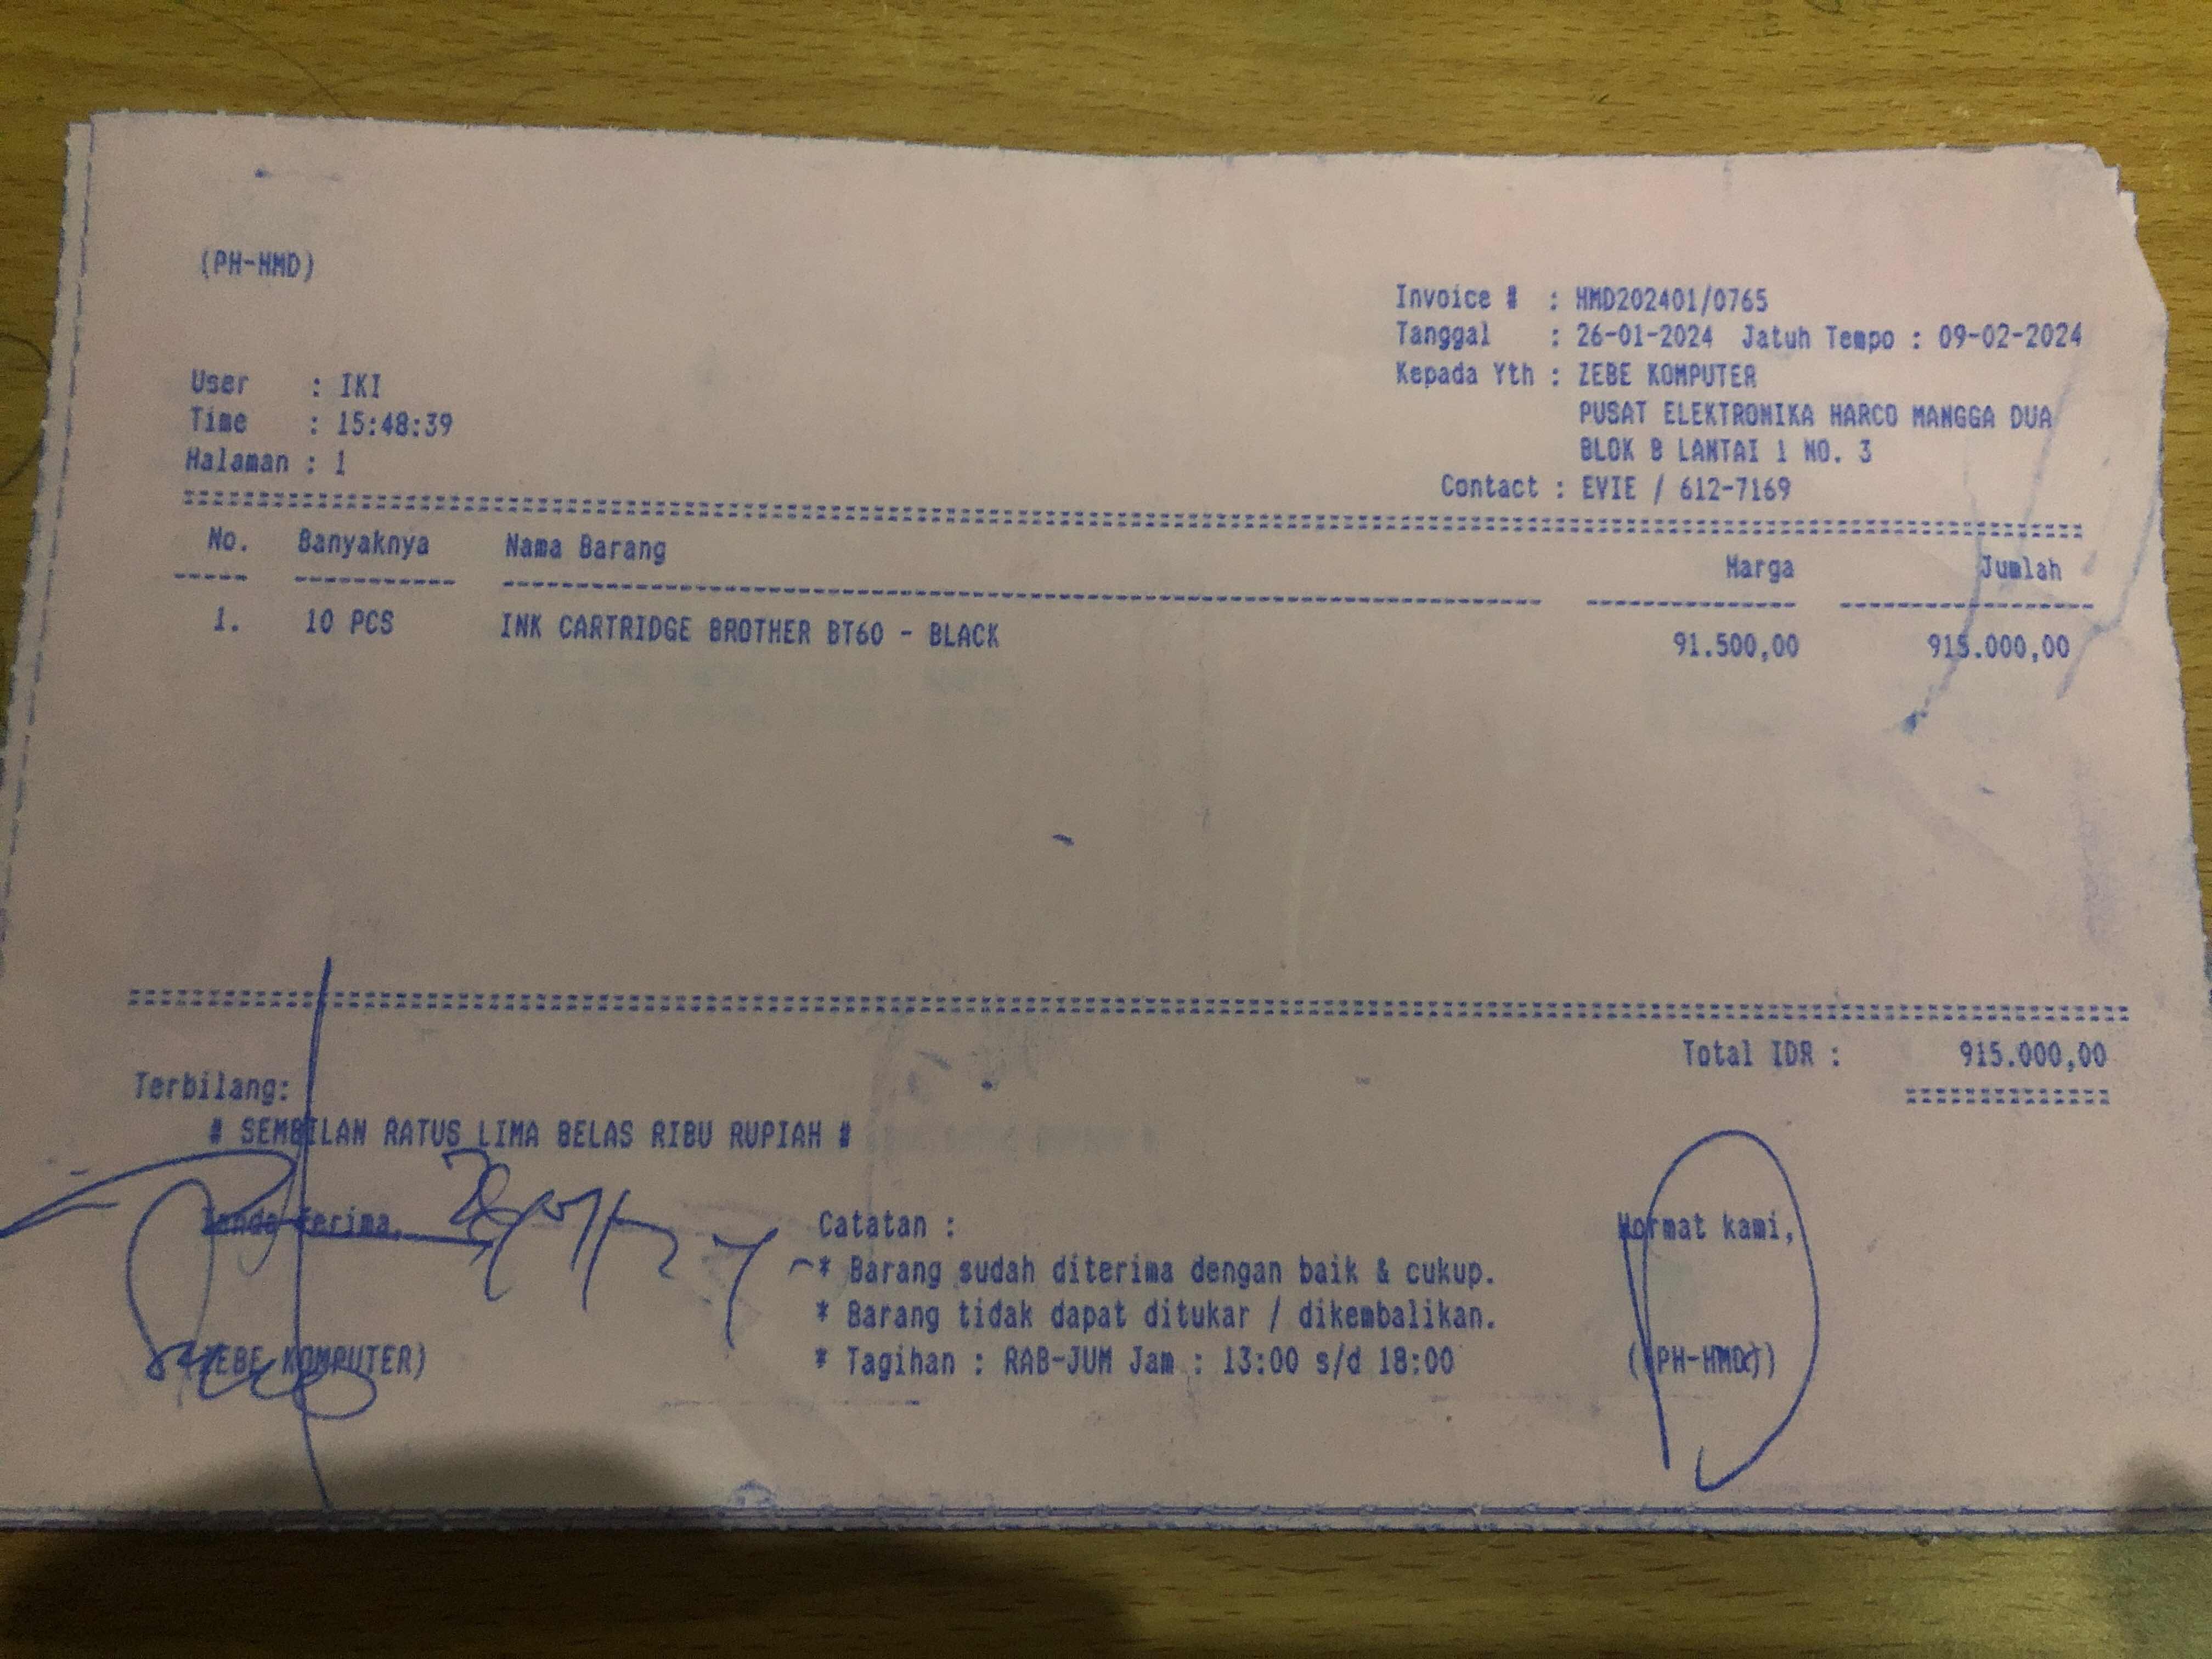 (PH-HMD)
Invoice # : HMD202401/0765
Tanggal : 26-01-2024 Jatuh Tempo : 09-02-2024
Kepada Yth : ZEBE KOMPUTER
PUSAT ELEKTRONIKA HARCO MANGGA DUA
BLOK B LANTAI 1 NO. 3
Contact : EVIE / 612-7169
User : IKI
Time : 15:48:39
Halaman : 1
No. Banyaknya Nama Barang Harga Jumlah
1. 10 PCS INK CARTRIDGE BROTHER BT60 - BLACK 91.500,00 915.000,00
Total IDR : 915.000,00
Terbilang:
# SEMBILAN RATUS LIMA BELAS RIBU RUPIAH #
Tanda Terima,
(ZEBE KOMPUTER)
Catatan :
* Barang sudah diterima dengan baik & cukup.
* Barang tidak dapat ditukar / dikembalikan.
* Tagihan : RAB-JUM Jam : 13:00 s/d 18:00
Hormat kami,
(PH-HMD)